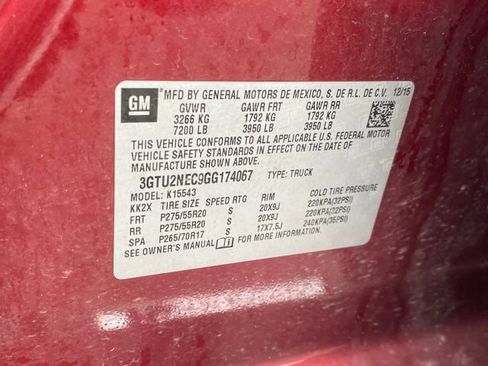 GM
MFD BY GENERAL MOTORS DE MEXICO, S. DE R.L. DE C.V. 12/15
GVWR GAWR FRT GAWR RR
3266 KG 1792 KG 1792 KG
7200 LB 3950 LB 3950 LB
THIS VEHICLE CONFORMS TO ALL APPLICABLE U.S. FEDERAL MOTOR
VEHICLE SAFETY STANDARDS IN EFFECT ON THE DATE OF
MANUFACTURE SHOWN ABOVE.
3GTU2NEC9GG174067 TYPE: TRUCK
MODEL: K15543
KK2X TIRE SIZE SPEED RTG RIM COLD TIRE PRESSURE
FRT P275/55R20 S 20X9J 220KPA(32PSI)
RR P275/55R20 S 20X9J 220KPA(32PSI)
SPA P265/70R17 S 17X7.5J 240KPA(35PSI)
SEE OWNER'S MANUAL FOR MORE INFORMATION.